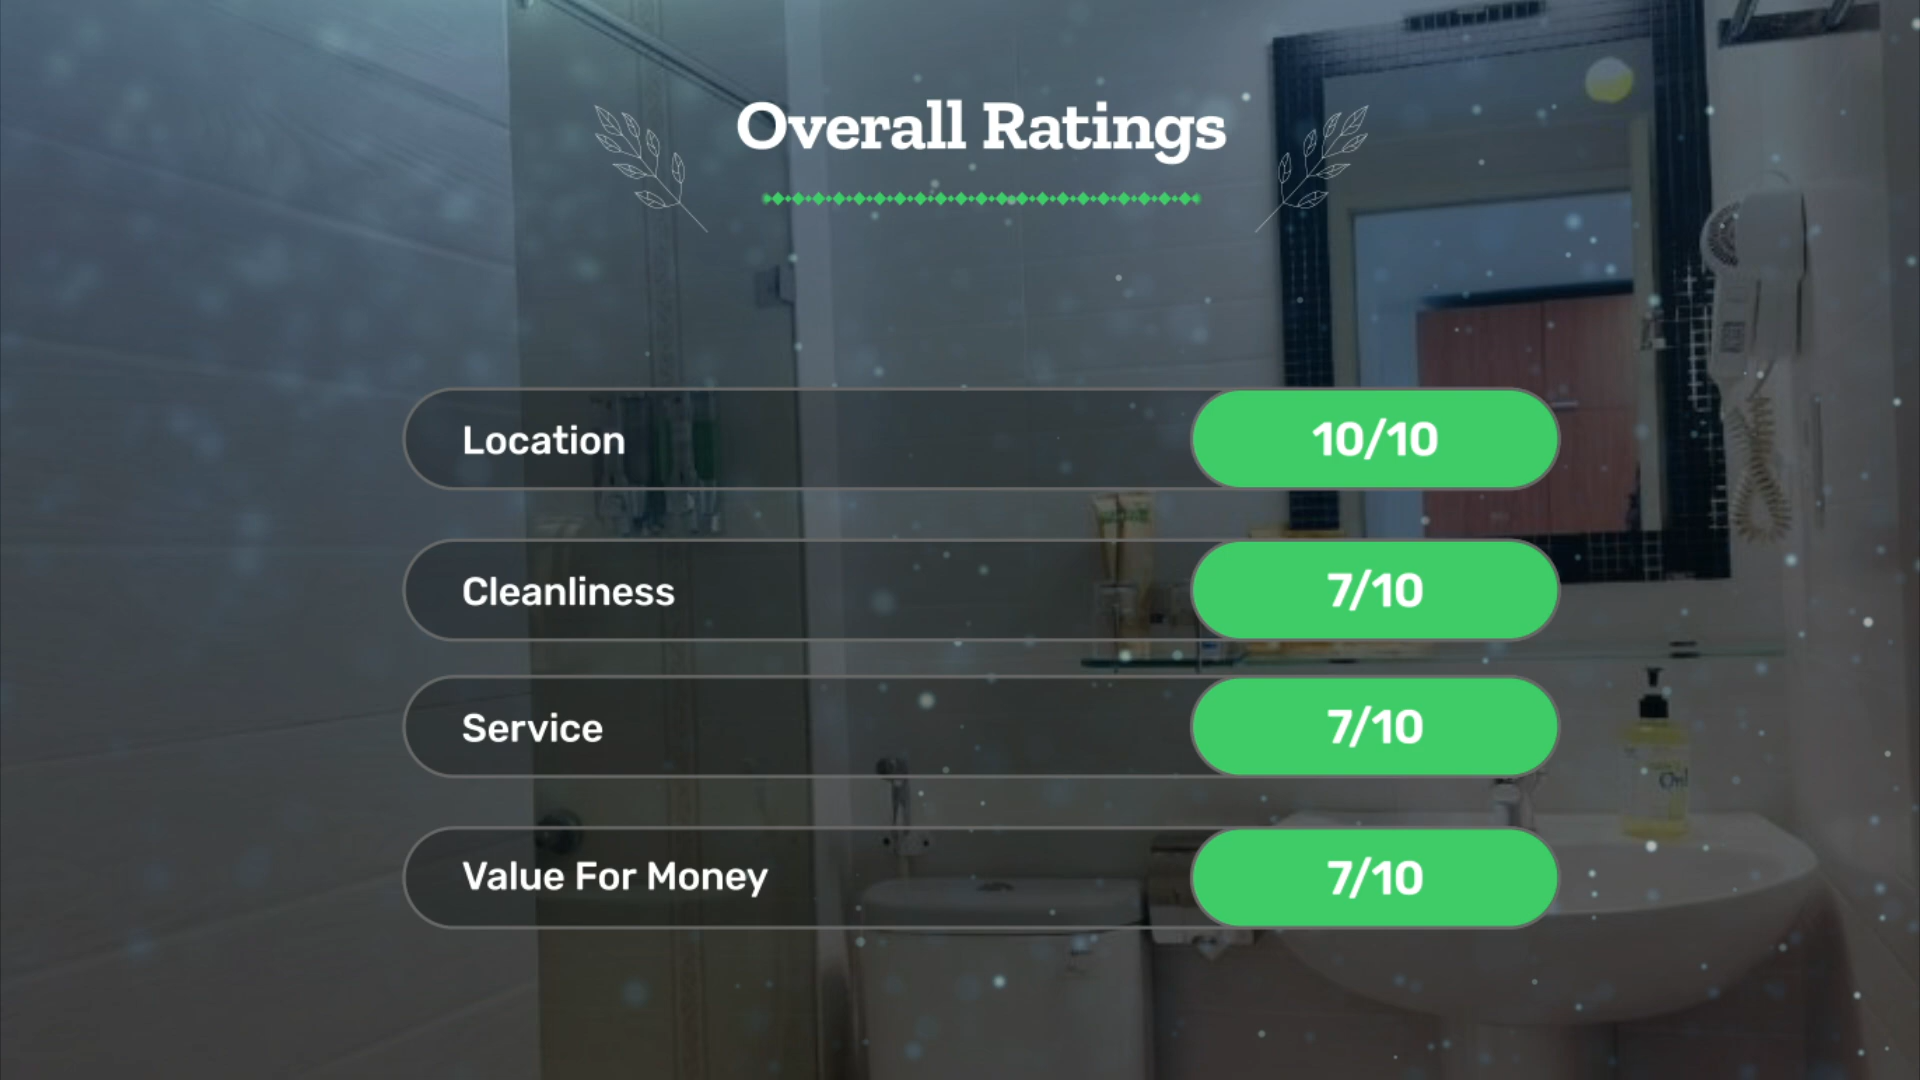 Overall Ratings
Location
10/10
Cleanliness
7/10
Service
7/10
Value For Money
7/10